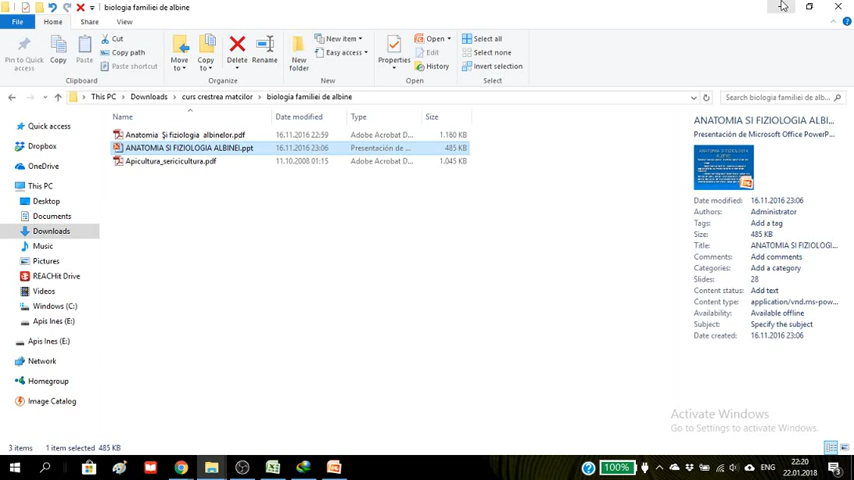 biologia familiei de albine
File Home Share View
Pin to Quick access
Copy
Paste
Cut
Copy path
Paste shortcut
Clipboard
Move to
Copy to
Delete
Rename
Organize
New folder
New item
Easy access
New
Properties
Open
Edit
History
Open
Select all
Select none
Invert selection
Select
This PC Downloads curs crestrea matcilor biologia familiei de albine
Search biologia familiei de alb...
Name Date modified Type Size
Anatomia Şi fiziologia albinelor.pdf 16.11.2016 22:59 Adobe Acrobat D... 1.160 KB
ANATOMIA SI FIZIOLOGIA ALBINEI.ppt 16.11.2016 23:06 Presentación de ... 485 KB
Apicultura_sericicultura.pdf 11.10.2008 01:15 Adobe Acrobat D... 1.045 KB
Quick access
Dropbox
OneDrive
This PC
Desktop
Documents
Downloads
Music
Pictures
REACHit Drive
Videos
Windows (C:)
Apis Ines (E:)
Apis Ines (E:)
Network
Homegroup
Image Catalog
ANATOMIA SI FIZIOLOGIA ALBI...
Presentación de Microsoft Office PowerP...
Date modified: 16.11.2016 23:06
Authors: Administrator
Tags: Add a tag
Size: 485 KB
Title: ANATOMIA SI FIZIOLOGI...
Comments: Add comments
Categories: Add a category
Slides: 28
Content status: Add text
Content type: application/vnd.ms-pow...
Availability: Available offline
Subject: Specify the subject
Date created: 16.11.2016 23:06
Activate Windows
Go to Settings to activate Windows.
3 items 1 item selected 485 KB
100%
ENG
22:20
22.01.2018
3